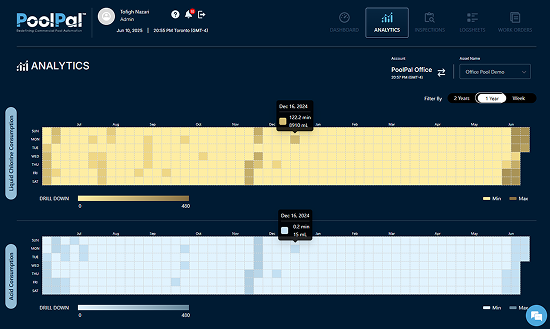 PoolPal
Redefining Commercial Pool Automation
Tofigh Nazari
Admin
Jun 10, 2025 | 20:55 PM Toronto (GMT-4)
DASHBOARD
ANALYTICS
INSPECTIONS
LOGSHEETS
WORK ORDERS
ANALYTICS
Account
PoolPal Office
20:57 PM (GMT-4)
Asset Name
Office Pool Demo
Filter By
2 Years
1 Year
Week
Liquid Chlorine Consumption
Dec 16, 2024
122.2 min
8910 mL
Jul
Aug
Sep
Oct
Nov
Dec
Jan
Feb
Mar
Apr
May
Jun
SUN
MON
TUE
WED
THU
FRI
SAT
DRILL DOWN
0
480
Min
Max
Acid Consumption
Dec 16, 2024
0.2 min
15 mL
Jul
Aug
Sep
Oct
Nov
Dec
Jan
Feb
Mar
Apr
May
Jun
SUN
MON
TUE
WED
THU
FRI
SAT
DRILL DOWN
0
480
Min
Max